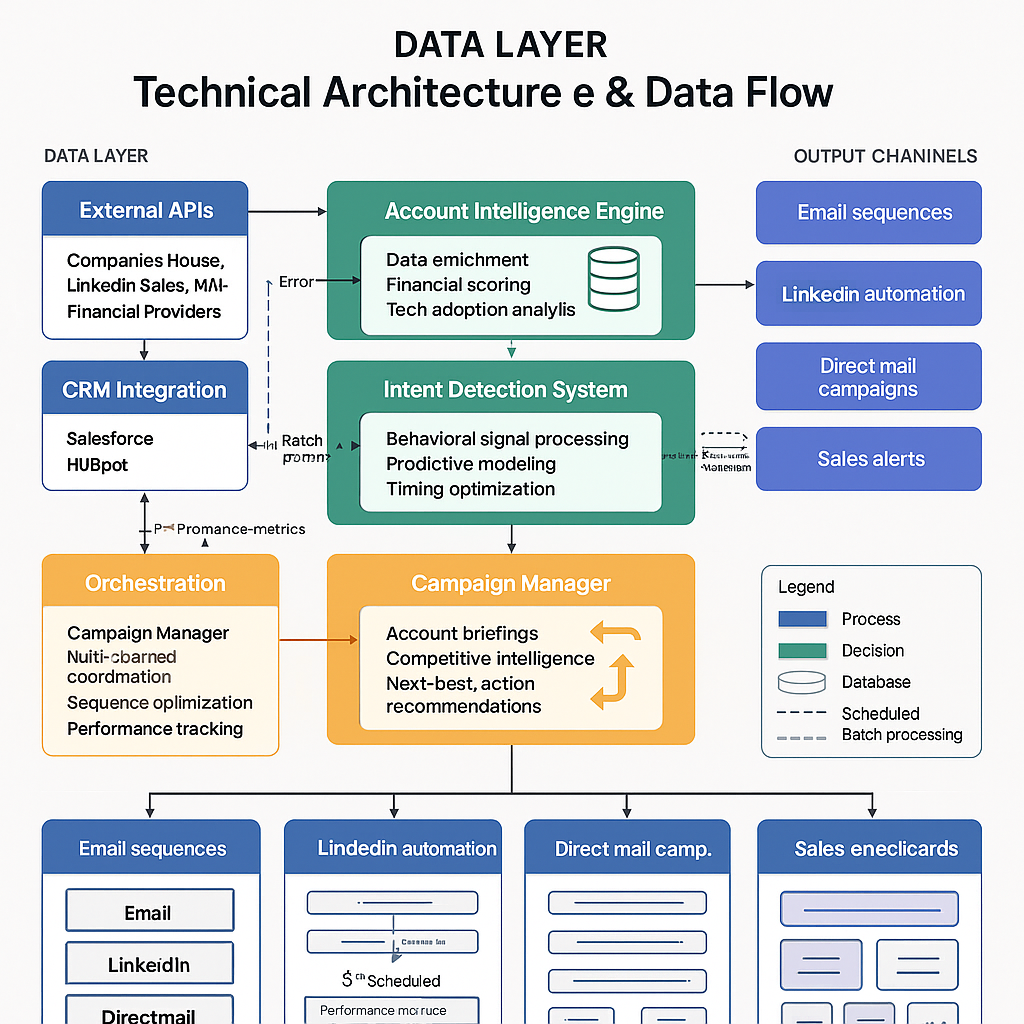 DATA LAYER
Technical Architecture e & Data Flow
DATA LAYER
OUTPUT CHANINELS
External APIs
Companies House,
Linkedin Sales,
Financial Providers
Account Intelligence Engine
Data emichment
Financial scoring
Tech adoption analylis
Error
Email sequences
Linkedin automation
Direct mail
campaigns
Sales alerts
CRM Integration
Salesforce
HUBpot
Ratch
Intent Detection System
Behavioral signal processing
Prodictive modeling
Timing optimization
Promance-metrics
Orchestration
Campaign Manager
Nuiti-cbarned
coordmation
Sequence oplimization
Performance tracking
Campaign Manager
Account briefings
Competitive intelligence
Next-best, action
recommendations
Legend
Process
Decision
Database
Scheduled
Batch processing
Email sequences
Email
LinkeidIn
Directmail
Lindedin automation
Scheduled
Performance
Direct mail camp.
Sales eneclicards